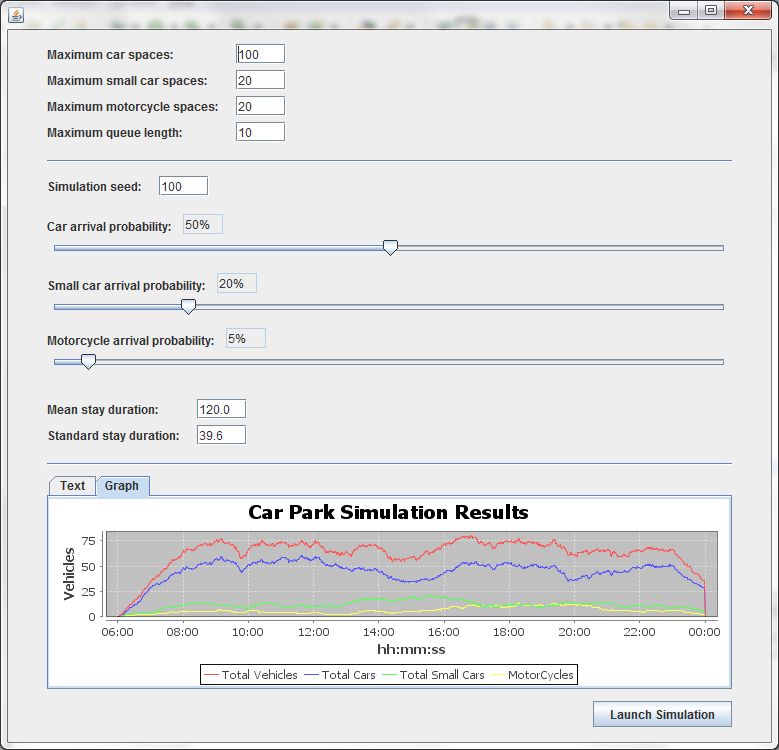 Maximum car spaces: 100
Maximum small car spaces: 20
Maximum motorcycle spaces: 20
Maximum queue length: 10
Simulation seed: 100
Car arrival probability: 50%
Small car arrival probability: 20%
Motorcycle arrival probability: 5%
Mean stay duration: 120.0
Standard stay duration: 39.6
Text Graph
Car Park Simulation Results
Vehicles
75
50
25
0
06:00 08:00 10:00 12:00 14:00 16:00 18:00 20:00 22:00 00:00
hh:mm:ss
Total Vehicles Total Cars Total Small Cars MotorCycles
Launch Simulation